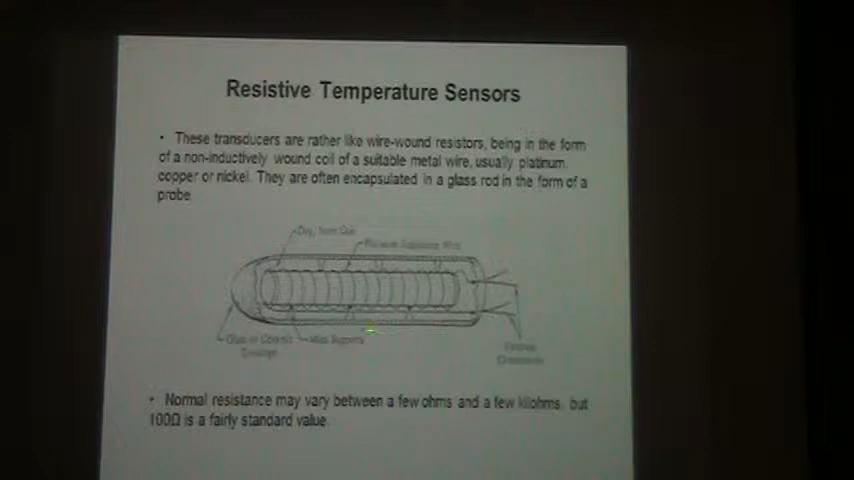 Resistive Temperature Sensors
• These transducers are rather like wire-wound resistors, being in the form
of a non-inductively wound coil of a suitable metal wire, usually platinum,
copper or nickel. They are often encapsulated in a glass rod in the form of a
probe
Dry, Inert Gas
Platinum Resistance Wire
Glass or Ceramic
Envelope
Wire Supports
External
• Normal resistance may vary between a few ohms and a few kilohms, but
100Ω is a fairly standard value.